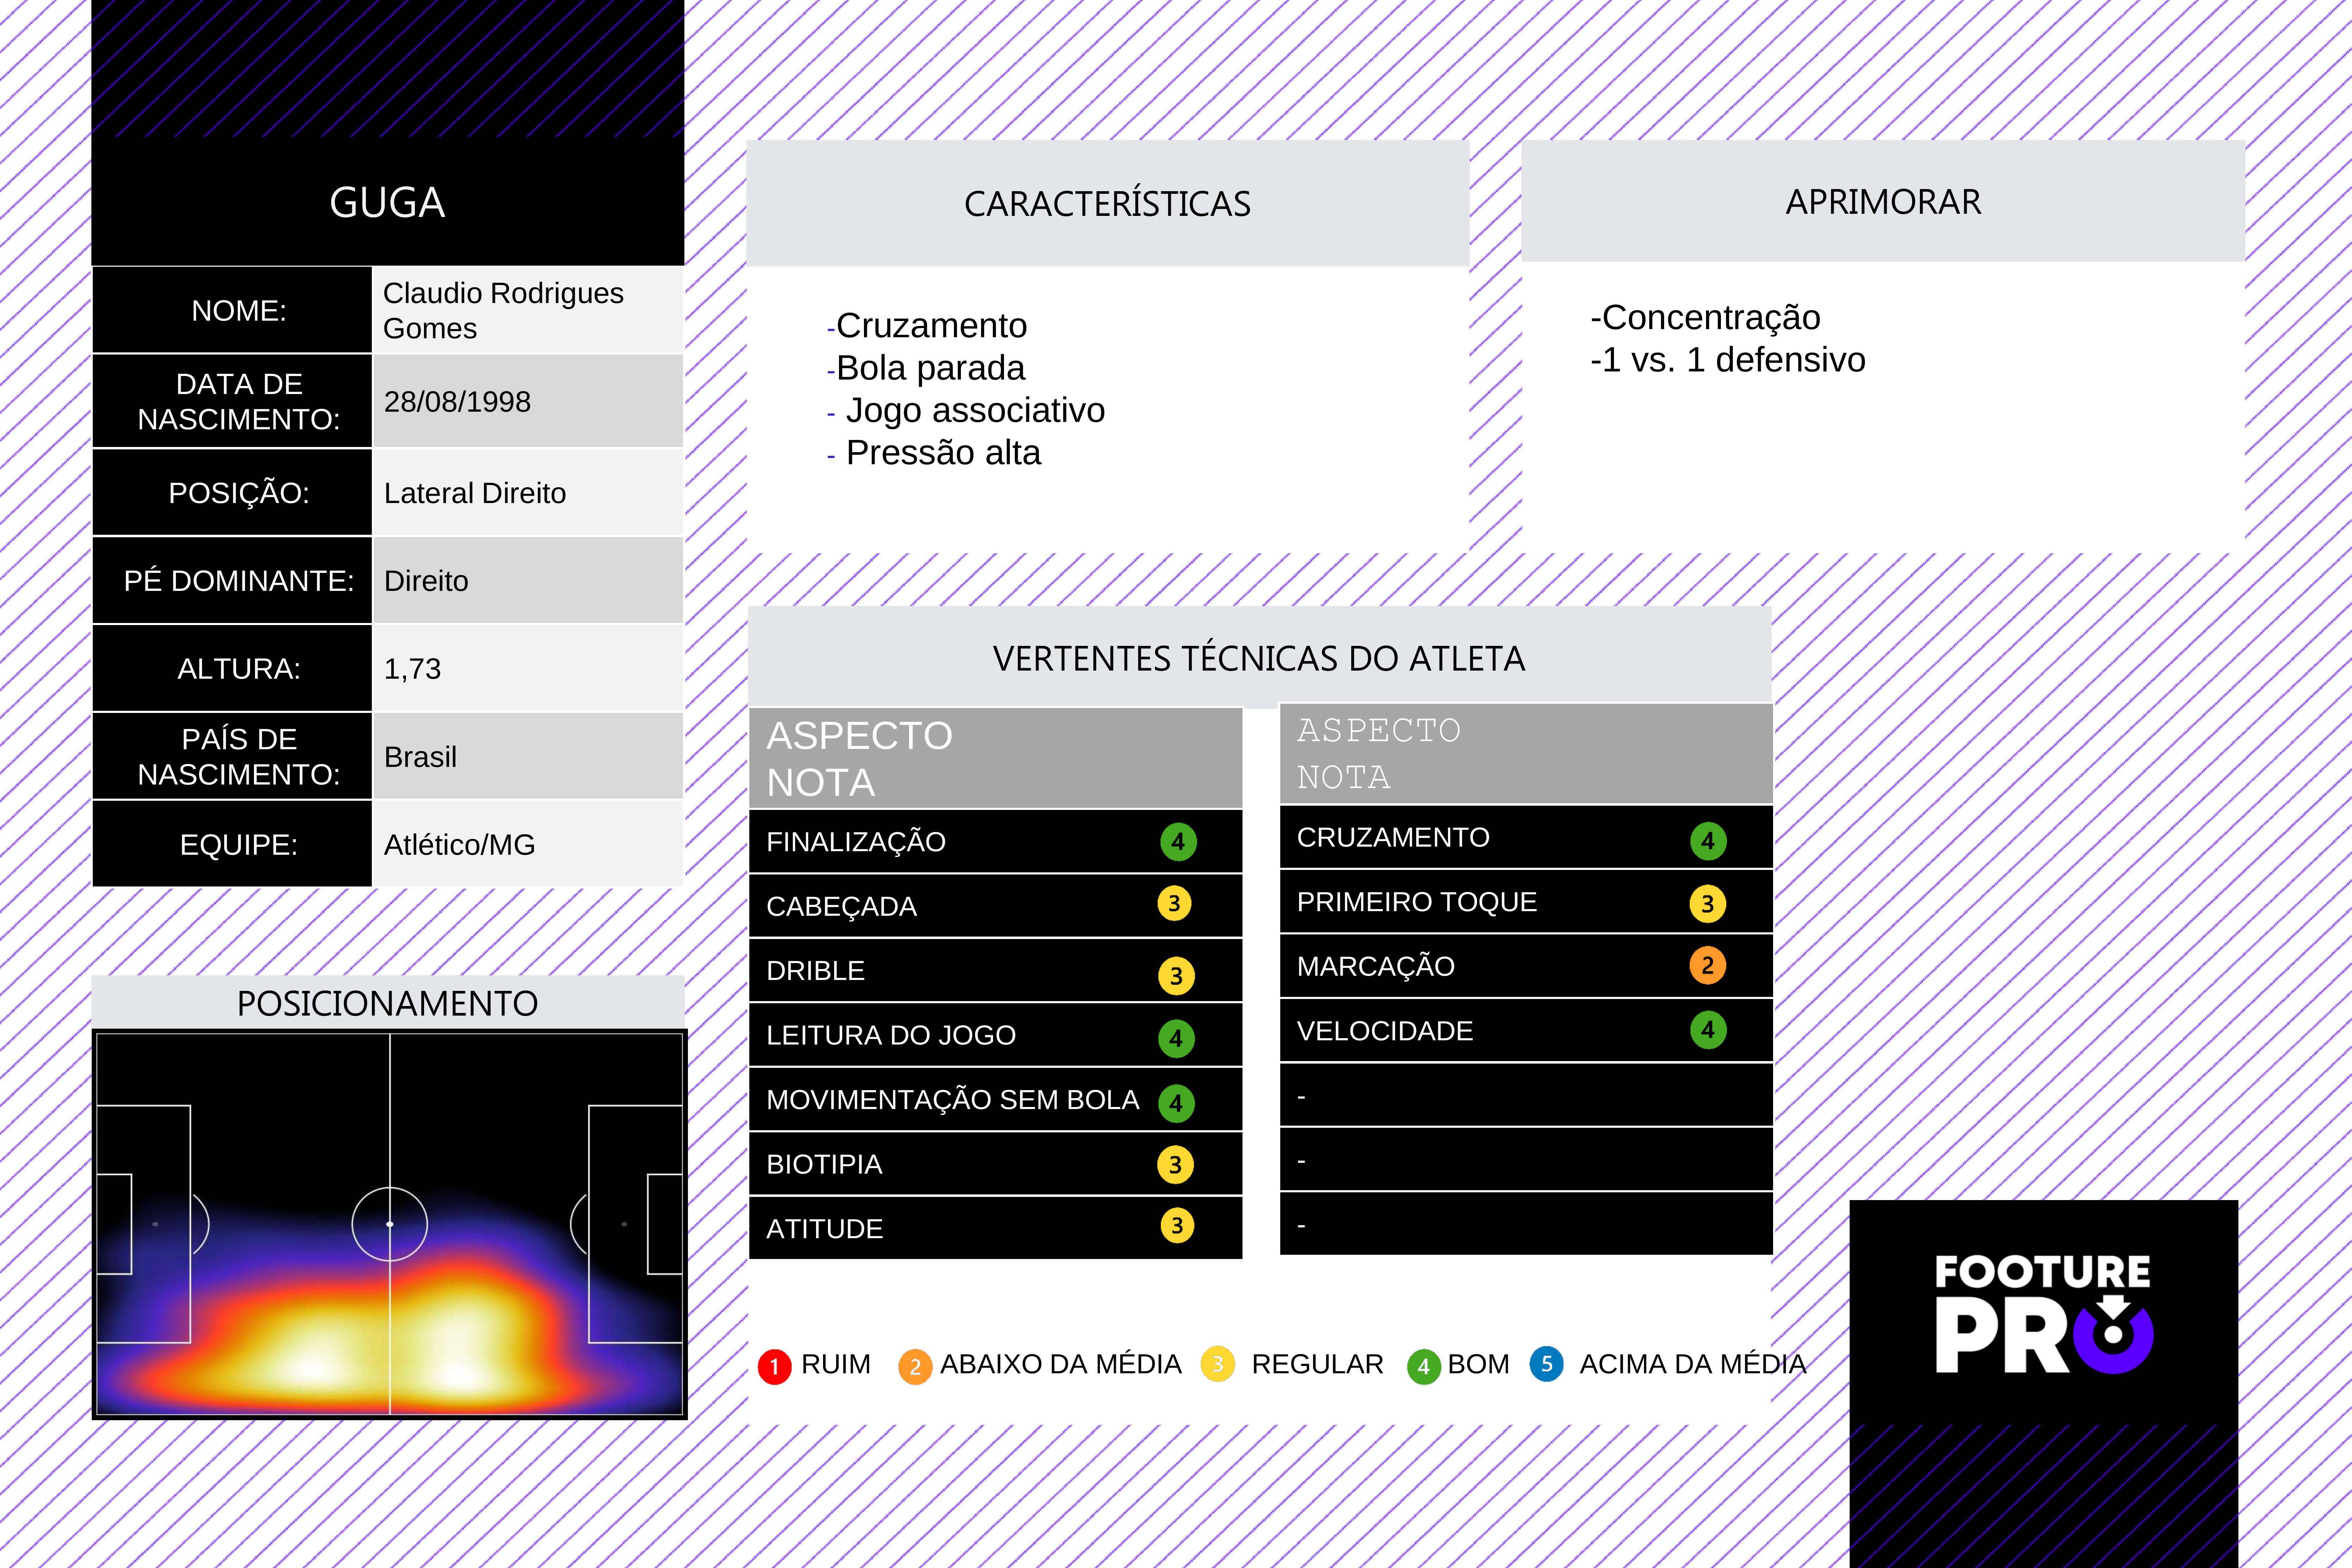 GUGA
NOME:
Claudio Rodrigues
Gomes
DATA DE
NASCIMENTO:
28/08/1998
POSIÇÃO:
Lateral Direito
PÉ DOMINANTE:
Direito
ALTURA:
1,73
PAÍS DE
NASCIMENTO:
Brasil
EQUIPE:
Atlético/MG
POSICIONAMENTO
CARACTERÍSTICAS
-Cruzamento
-Bola parada
- Jogo associativo
- Pressão alta
APRIMORAR
-Concentração
-1 vs. 1 defensivo
VERTENTES TÉCNICAS DO ATLETA
ASPECTO
NOTA
FINALIZAÇÃO 4
CABEÇADA 3
DRIBLE 3
LEITURA DO JOGO 4
MOVIMENTAÇÃO SEM BOLA 4
BIOTIPIA 3
ATITUDE 3
ASPECTO
NOTA
CRUZAMENTO 4
PRIMEIRO TOQUE 3
MARCAÇÃO 2
VELOCIDADE 4
-
-
-
1 RUIM 2 ABAIXO DA MÉDIA 3 REGULAR 4 BOM 5 ACIMA DA MÉDIA
FOOTURE
PRO